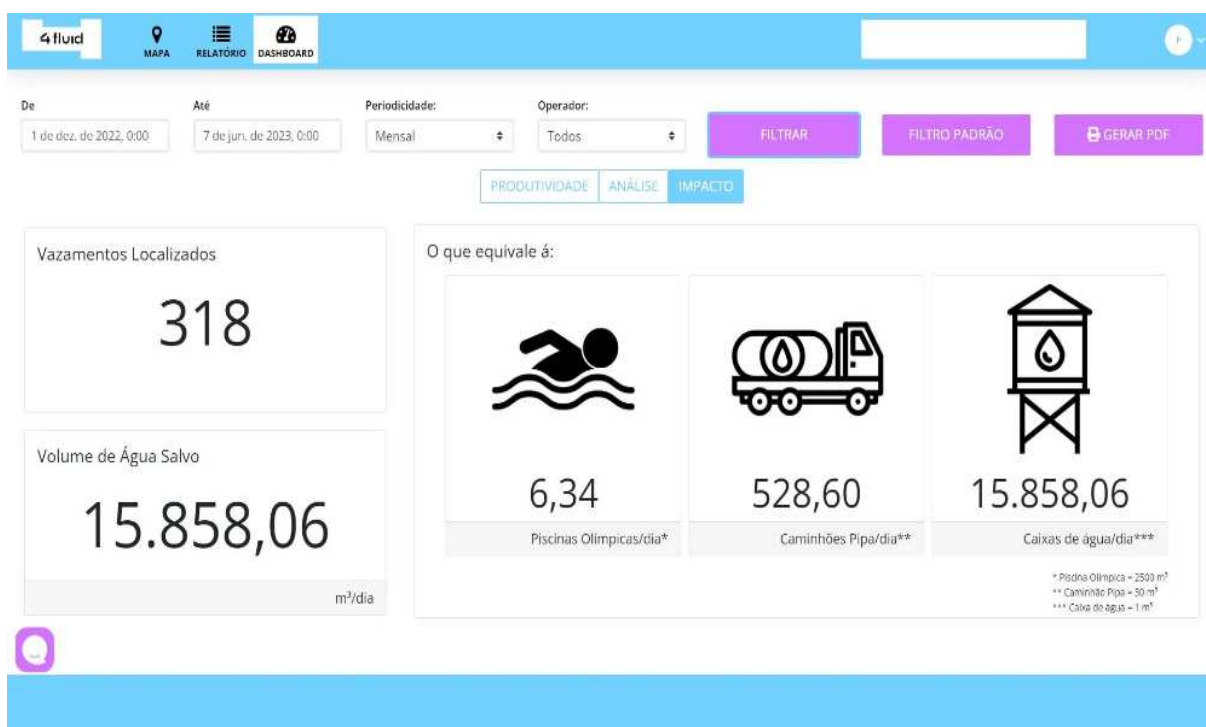 4fluid
MAPA
RELATÓRIO
DASHBOARD
De
Até
Periodicidade:
Operador:
1 de dez. de 2022, 0:00
7 de jun. de 2023, 0:00
Mensal
Todos
FILTRAR
FILTRO PADRÃO
GERAR PDF
PRODUTIVIDADE
ANÁLISE
IMPACTO
Vazamentos Localizados
318
Volume de Água Salvo
15.858,06
m³/dia
O que equivale á:
6,34
Piscinas Olímpicas/dia*
528,60
Caminhões Pipa/dia**
15.858,06
Caixas de água/dia***
* Piscina Olímpica = 2500 m³
** Caminhão Pipa = 30 m³
*** Caixa de água = 1 m³